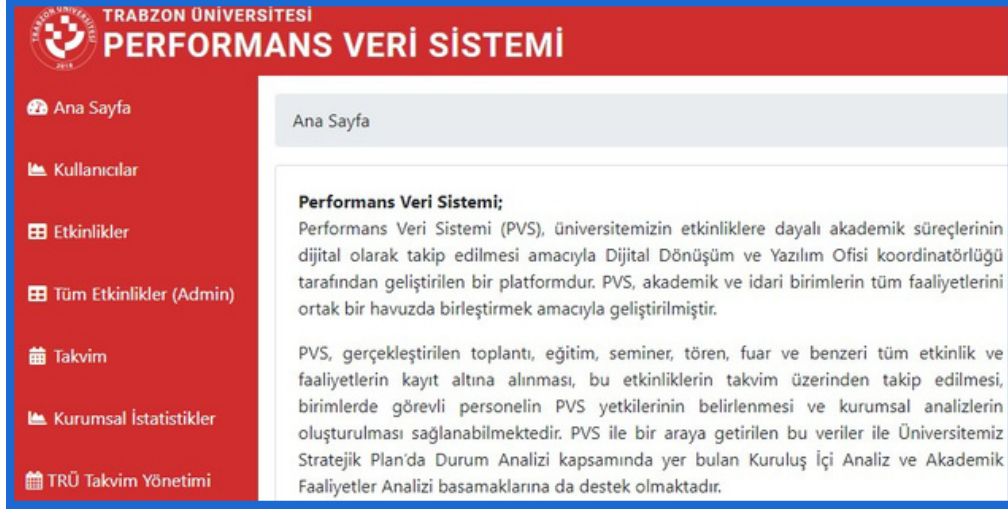 TRABZON ÜNİVERSİTESİ
PERFORMANS VERİ SİSTEMİ
Ana Sayfa
Kullanıcılar
Etkinlikler
Tüm Etkinlikler (Admin)
Takvim
Kurumsal İstatistikler
TRÜ Takvim Yönetimi
Ana Sayfa
Performans Veri Sistemi;
Performans Veri Sistemi (PVS), üniversitemizin etkinliklere dayalı akademik süreçlerinin
dijital olarak takip edilmesi amacıyla Dijital Dönüşüm ve Yazılım Ofisi koordinatörlüğü
tarafından geliştirilen bir platformdur. PVS, akademik ve idari birimlerin tüm faaliyetlerini
ortak bir havuzda birleştirmek amacıyla geliştirilmiştir.
PVS, gerçekleştirilen toplantı, eğitim, seminer, tören, fuar ve benzeri tüm etkinlik ve
faaliyetlerin kayıt altına alınması, bu etkinliklerin takvim üzerinden takip edilmesi,
birimlerde görevli personelin PVS yetkilerinin belirlenmesi ve kurumsal analizlerin
oluşturulması sağlanabilmektedir. PVS ile bir araya getirilen bu veriler ile Üniversitemiz
Stratejik Plan'da Durum Analizi kapsamında yer bulan Kuruluş İçi Analiz ve Akademik
Faaliyetler Analizi basamaklarına da destek olmaktadır.